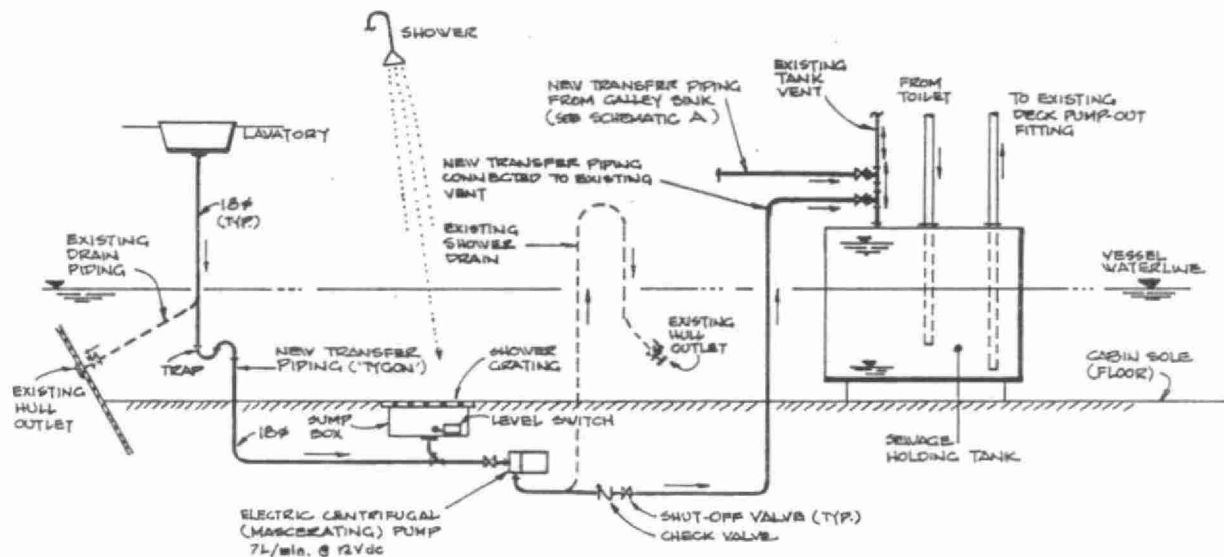 SHOWER
LAVATORY
18ø
(TYP.)
EXISTING
DRAIN
PIPING
TRAP
NEW TRANSFER
PIPING ('TYGON')
EXISTING
HULL
OUTLET
18ø
SHOWER
GRATING
SUMP
BOX
LEVEL SWITCH
ELECTRIC CENTRIFUGAL
(MASCERATING) PUMP
7L/min. @ 12Vdc
EXISTING
SHOWER
DRAIN
EXISTING
HULL
OUTLET
SHUT-OFF VALVE (TYP.)
CHECK VALVE
NEW TRANSFER PIPING
FROM GALLEY SINK
(SEE SCHEMATIC A)
NEW TRANSFER PIPING
CONNECTED TO EXISTING
VENT
EXISTING
TANK
VENT
FROM
TOILET
TO EXISTING
DECK PUMP-OUT
FITTING
VESSEL
WATERLINE
CABIN SOLE
(FLOOR)
SEWAGE
HOLDING TANK